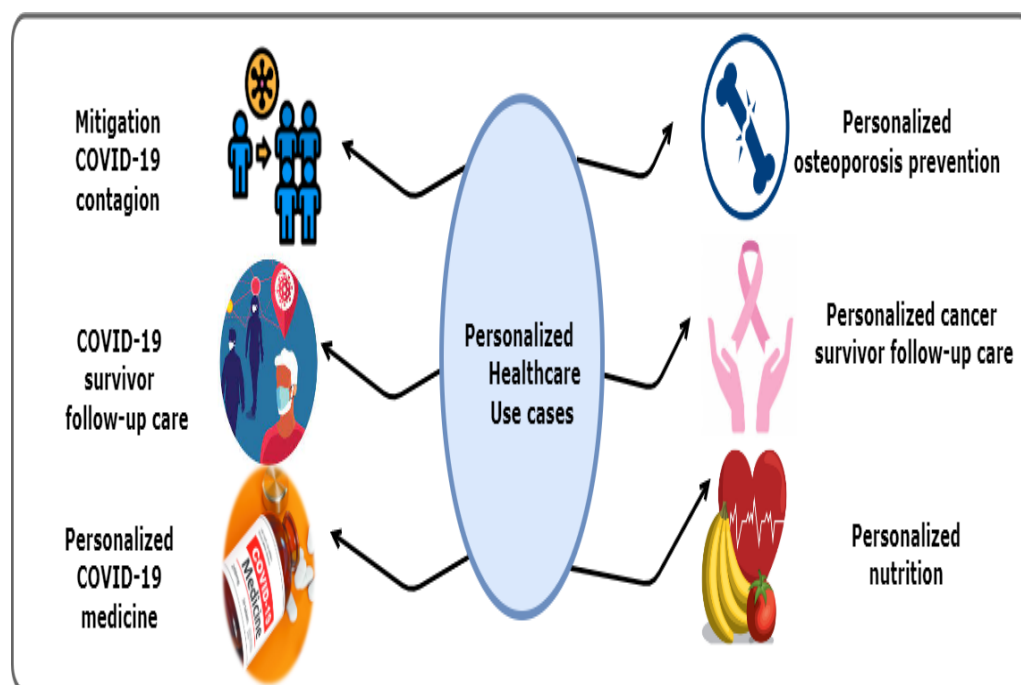 Mitigation
COVID-19
contagion
COVID-19
survivor
follow-up care
Personalized
COVID-19
medicine
COVID-19
Medicine
Personalized
Healthcare
Use cases
Personalized
osteoporosis prevention
Personalized cancer
survivor follow-up care
Personalized
nutrition